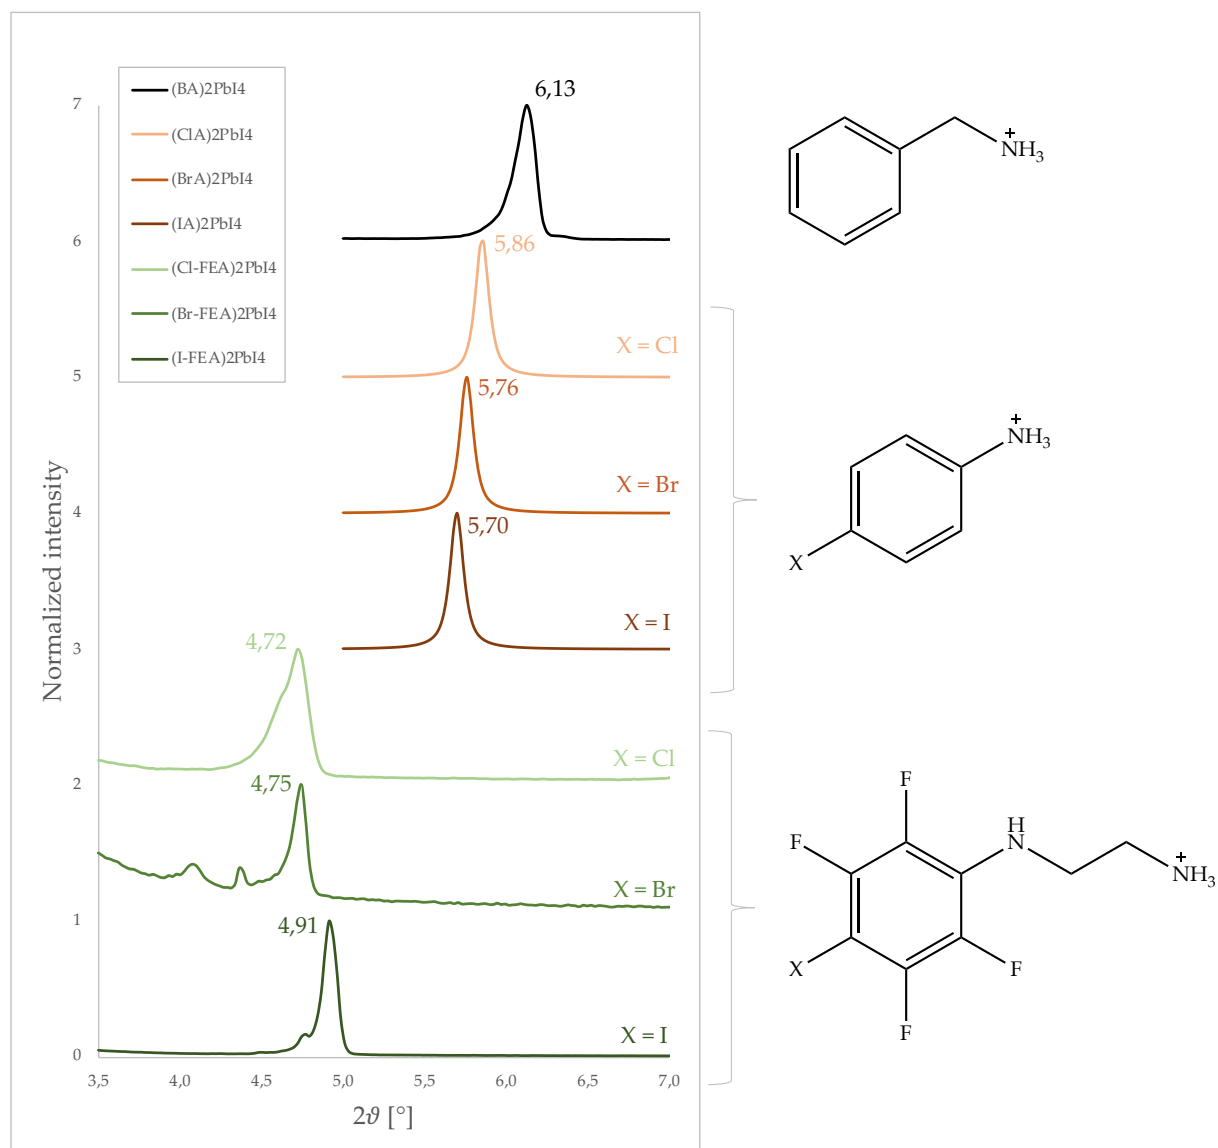 (BA)2PbI4
(ClA)2PbI4
(BrA)2PbI4
(IA)2PbI4
(Cl-FEA)2PbI4
(Br-FEA)2PbI4
(I-FEA)2PbI4
7
6
5
4
3
2
1
0
Normalized intensity
6,13
5,86
X = Cl
5,76
X = Br
5,70
X = I
4,72
X = Cl
4,75
X = Br
4,91
X = I
3,5
4,0
4,5
5,0
5,5
6,0
6,5
7,0
2ϑ [°]
+
NH3
+
NH3
X
F
F
H
N
+
NH3
X
F
F